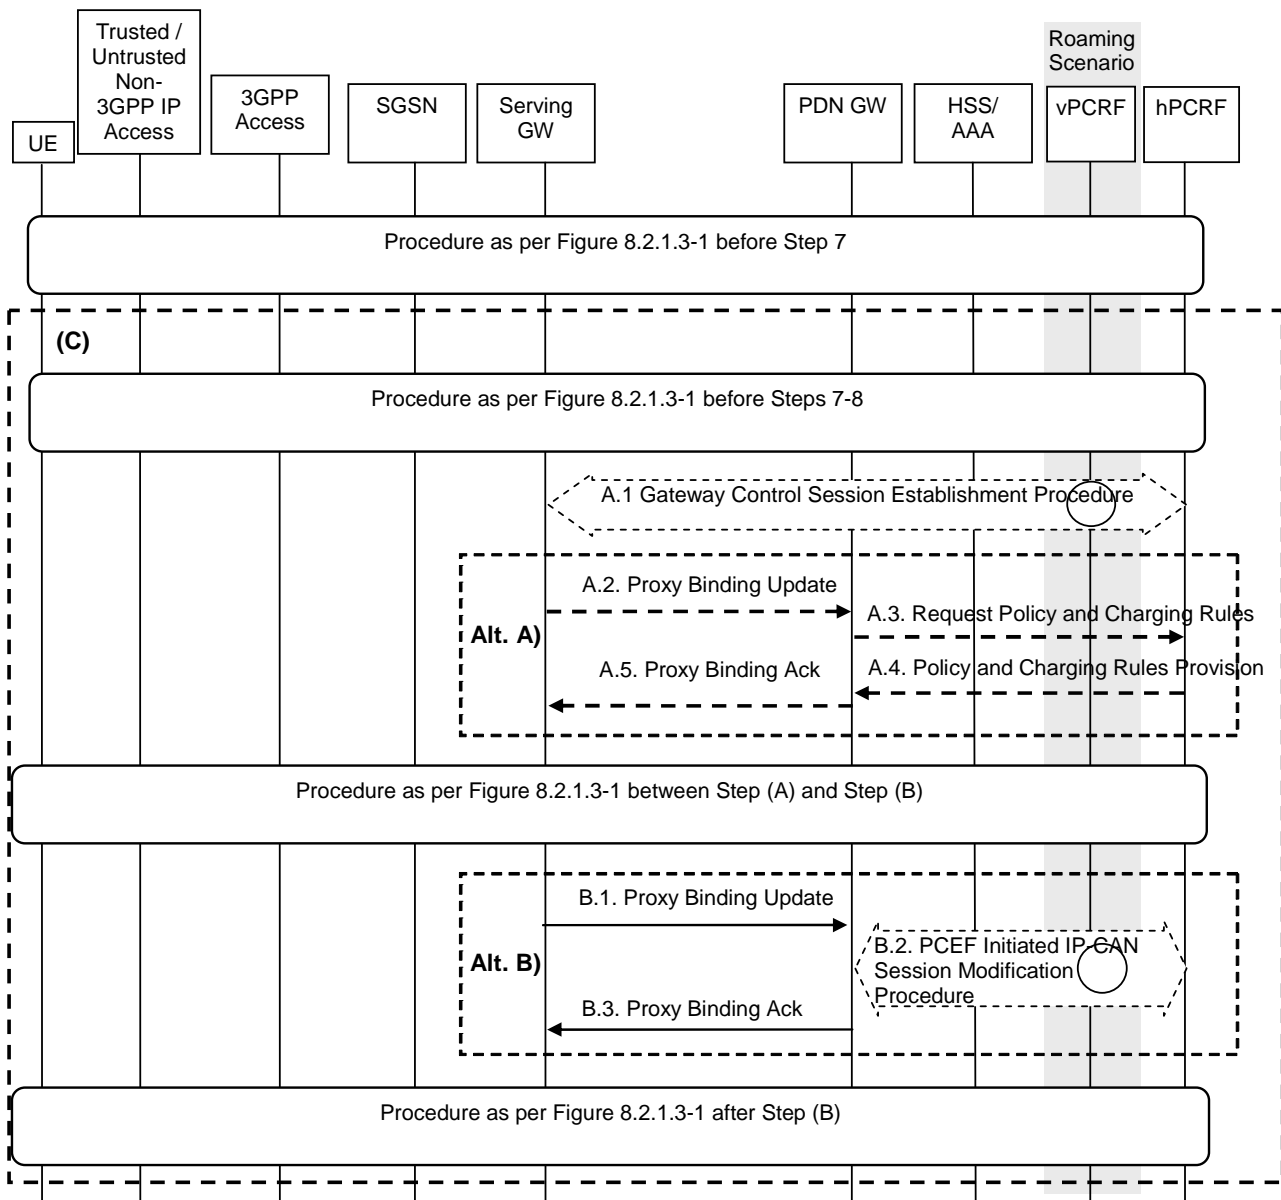 Trusted /
Untrusted
Non-
3GPP IP
Access
Roaming
Scenario
UE
3GPP
Access
SGSN
Serving
GW
PDN GW
HSS/
AAA
vPCRF
hPCRF
Procedure as per Figure 8.2.1.3-1 before Step 7
(C)
Procedure as per Figure 8.2.1.3-1 before Steps 7-8
A.1 Gateway Control Session Establishment Procedure
A.2. Proxy Binding Update
A.3. Request Policy and Charging Rules
Alt. A)
A.5. Proxy Binding Ack
A.4. Policy and Charging Rules Provision
Procedure as per Figure 8.2.1.3-1 between Step (A) and Step (B)
B.1. Proxy Binding Update
Alt. B)
B.2. PCEF Initiated IP-CAN
Session Modification
Procedure
B.3. Proxy Binding Ack
Procedure as per Figure 8.2.1.3-1 after Step (B)